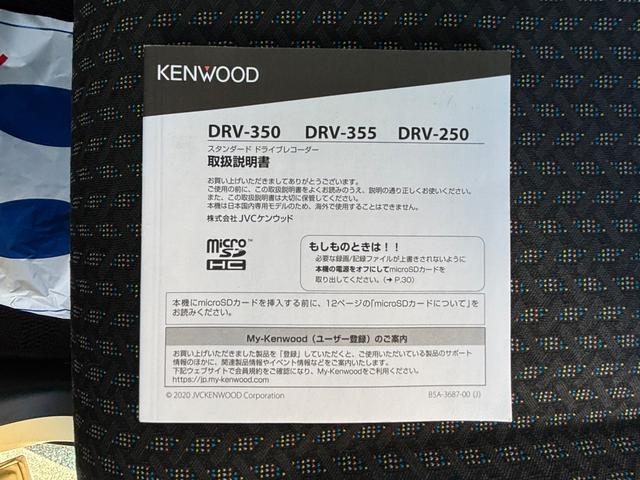 KENWOOD
DRV-350 DRV-355 DRV-250
スタンダード ドライブレコーダー
取扱説明書
お買い上げいただきましてありがとうございます。
ご使用の前に、この取扱説明書をよくお読みのうえ、説明の通り正しくお使いください。
また、この取扱説明書は大切に保管してください。
本機は日本国内専用モデルのため、海外で使用することはできません。
株式会社 JVCケンウッド
micro SD HC ™
もしものときは！！
必要な録画/記録ファイルが上書きされないように
本機の電源をオフにしてmicroSDカードを
取り出してください。(➔ P.30)
本機にmicroSDカードを挿入する前に、12ページの「microSDカードについて」を
お読みください。
My-Kenwood（ユーザー登録）のご案内
お買い上げいただきました製品を「登録」していただくと、ご使用いただいている製品のサポート
情報のほかに、関連製品情報やイベント情報などをご案内いたします。
下記ウェブサイトで会員規約をご確認になり、My-Kenwoodをご利用ください。
https://jp.my-kenwood.com
© 2020 JVCKENWOOD Corporation
B5A-3687-00 (J)